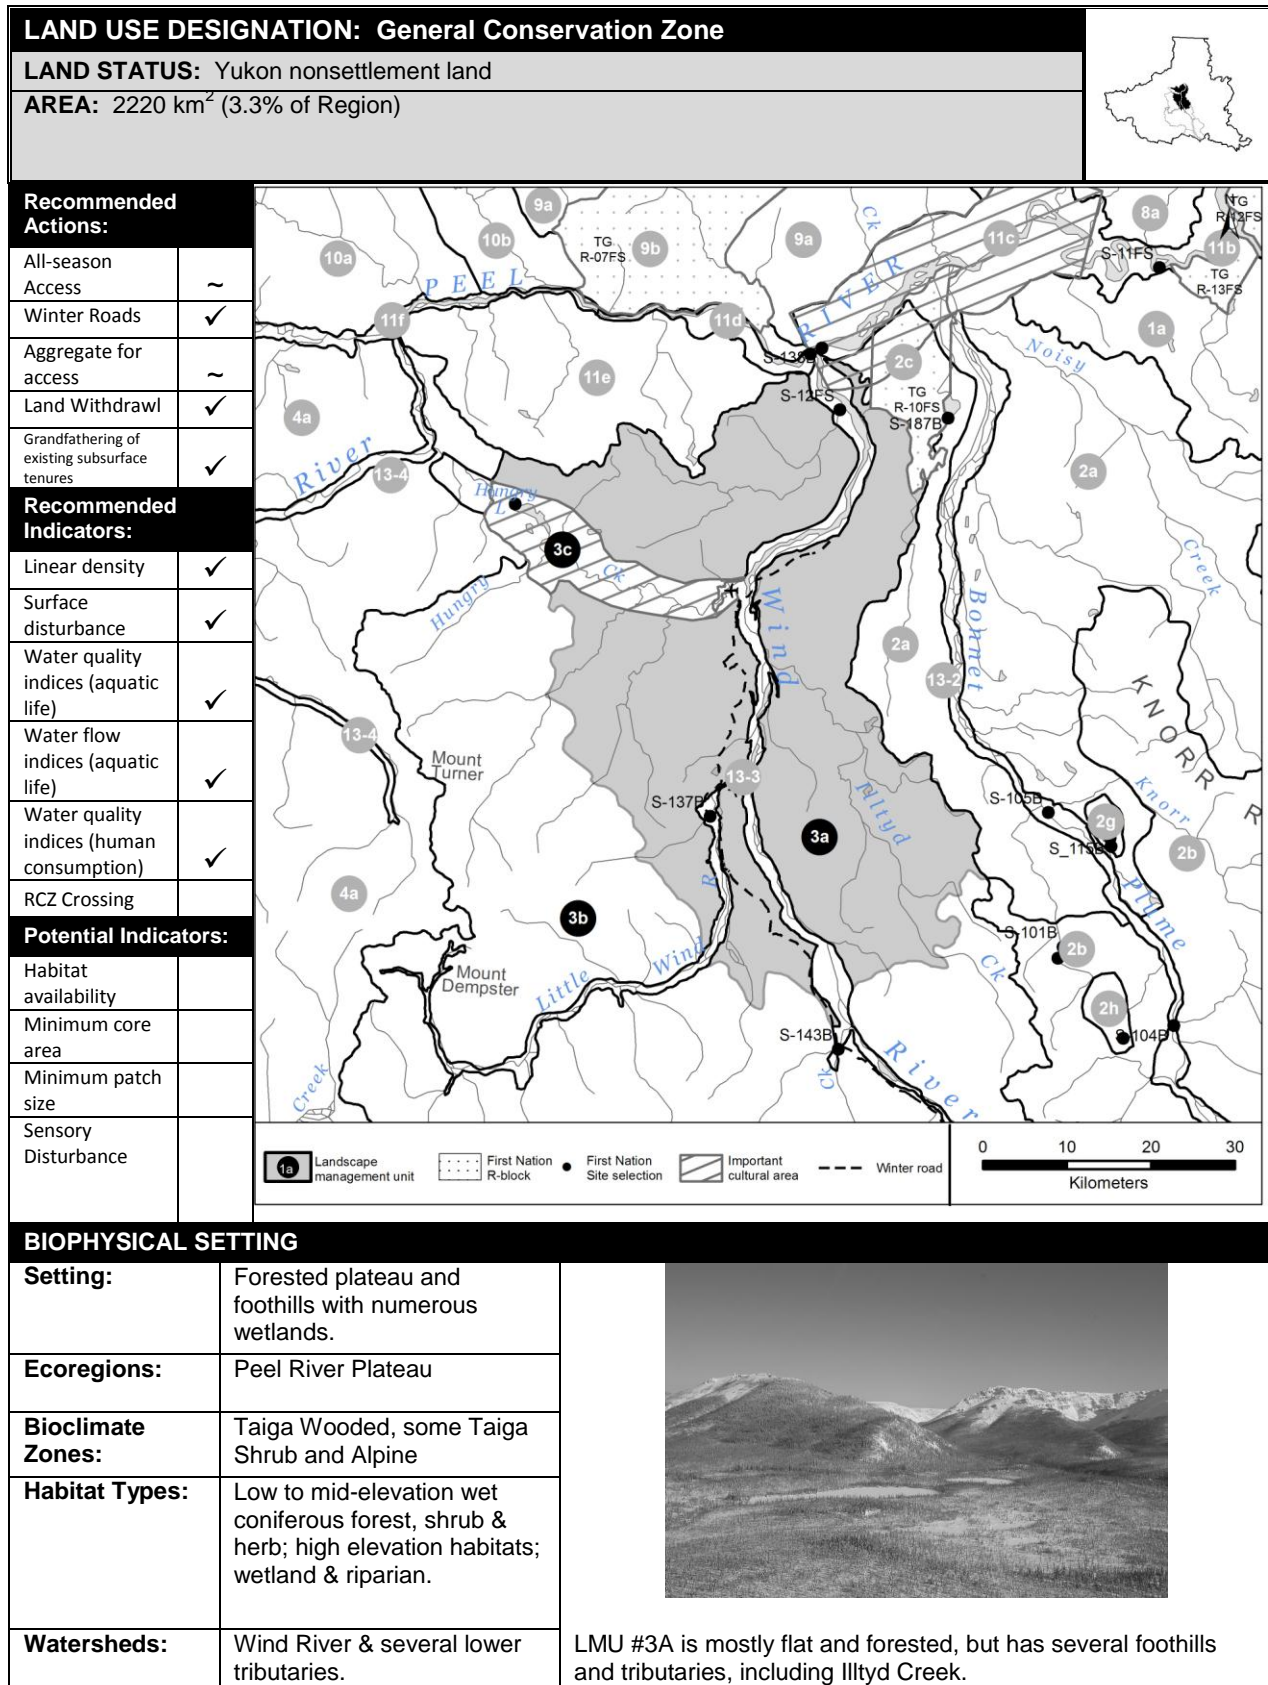 LAND USE DESIGNATION: General Conservation Zone
LAND STATUS: Yukon nonsettlement land
AREA: 2220 km2 (3.3% of Region)
Recommended
Actions:
All-season
Access ~
Winter Roads ✓
Aggregate for
access ~
Land Withdrawl ✓
Grandfathering of
existing subsurface
tenures ✓
Recommended
Indicators:
Linear density ✓
Surface
disturbance ✓
Water quality
indices (aquatic
life) ✓
Water flow
indices (aquatic
life) ✓
Water quality
indices (human
consumption) ✓
RCZ Crossing
Potential Indicators:
Habitat
availability
Minimum core
area
Minimum patch
size
Sensory
Disturbance
9a
10b
10a
TG
R-07FS
9b
9a
Ck
11c
8a
TG
R-12FS
11b
S-11FS
TG
R-13FS
PEEL
RIVER
11f
11d
1a
S-138B
Noisy
11e
2c
4a
S-12FS
TG
R-10FS
S-187B
River
13-4
2a
Hungry
L
3c
Ck
Creek
Hungry
Wind
Bonnet
2a
13-2
KNORR R
13-4
Mount
Turner
13-3
S-137B
3a
Illtyd
S-105B
2g
S_115B
Knorr
2b
Plume
4a
R
3b
S-101B
2b
Ck
Little Wind
Mount
Dempster
2h
S-104B
S-143B
Ck
River
Creek
1a
Landscape
management unit
First Nation
R-block
First Nation
Site selection
Important
cultural area
Winter road
0 10 20 30
Kilometers
BIOPHYSICAL SETTING
Setting: Forested plateau and
foothills with numerous
wetlands.
Ecoregions: Peel River Plateau
Bioclimate
Zones:
Taiga Wooded, some Taiga
Shrub and Alpine
Habitat Types: Low to mid-elevation wet
coniferous forest, shrub &
herb; high elevation habitats;
wetland & riparian.
Watersheds: Wind River & several lower
tributaries.
LMU #3A is mostly flat and forested, but has several foothills
and tributaries, including Illtyd Creek.